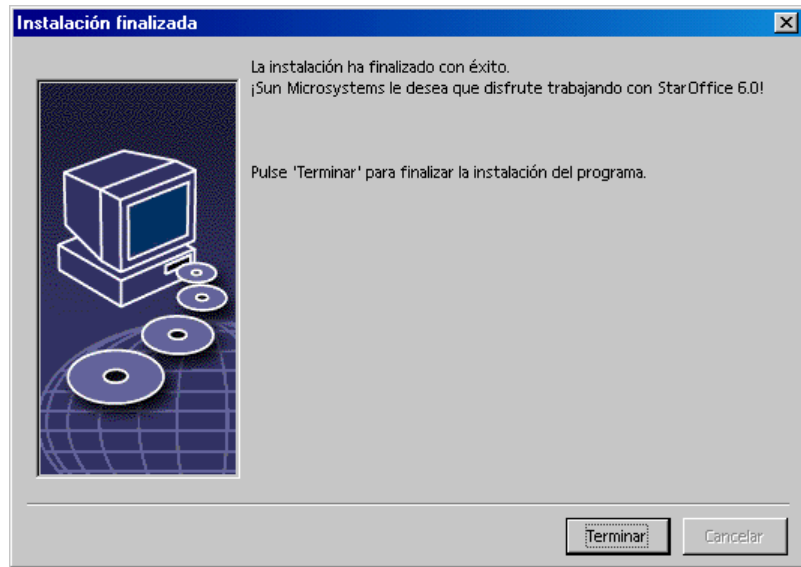 Instalación finalizada
La instalación ha finalizado con éxito.
¡Sun Microsystems le desea que disfrute trabajando con StarOffice 6.0!
Pulse 'Terminar' para finalizar la instalación del programa.
Terminar Cancelar